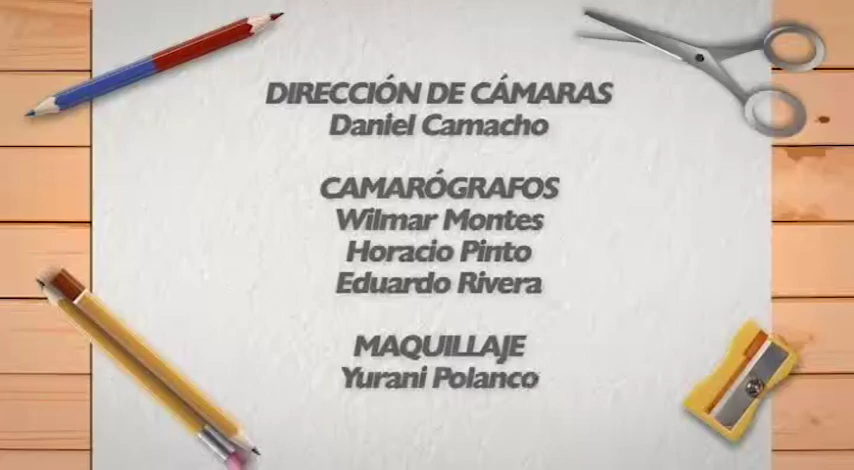 DIRECCIÓN DE CÁMARAS
Daniel Camacho
CAMARÓGRAFOS
Wilmar Montes
Horacio Pinto
Eduardo Rivera
MAQUILLAJE
Yurani Polanco